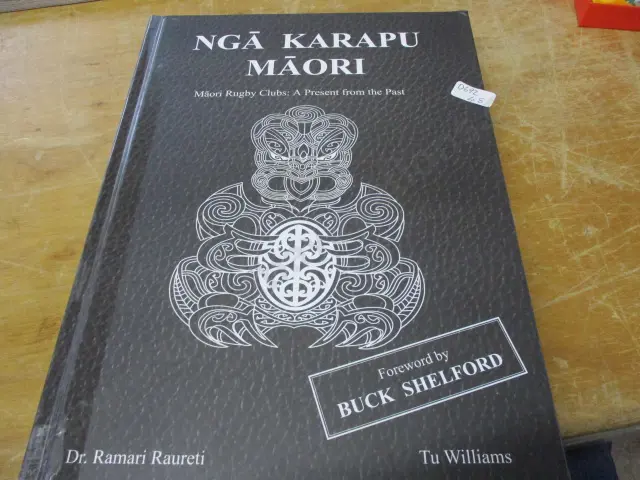 NGĀ KARAPU
MĀORI
Māori Rugby Clubs: A Present from the Past
Foreword by
BUCK SHELFORD
Dr. Ramari Raureti
Tu Williams